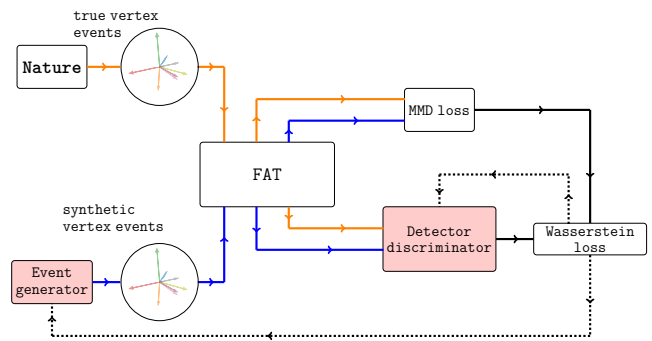 true vertex
events
Nature
MMD loss
FAT
synthetic
vertex events
Detector
discriminator
Wasserstein
loss
Event
generator